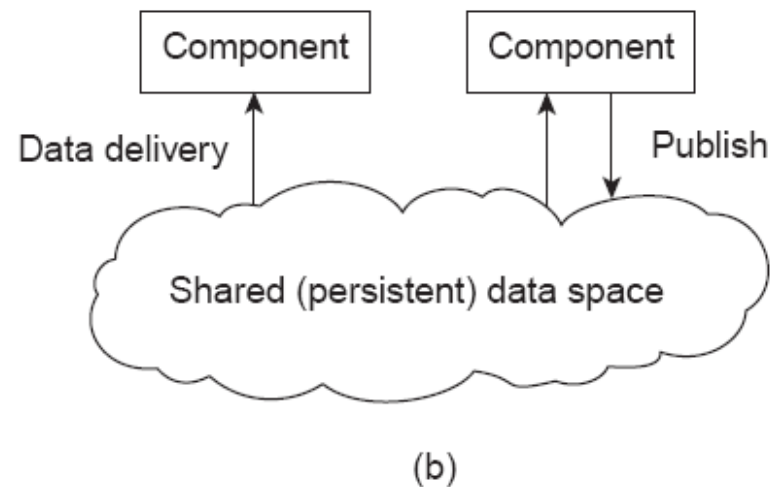 Component
Component
Data delivery
Publish
Shared (persistent) data space
(b)